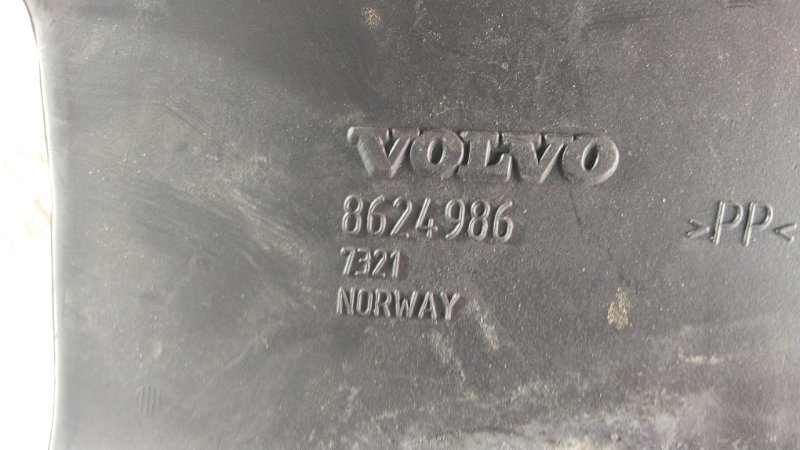 VOLVO
8624986
>PP<
7321
NORWAY